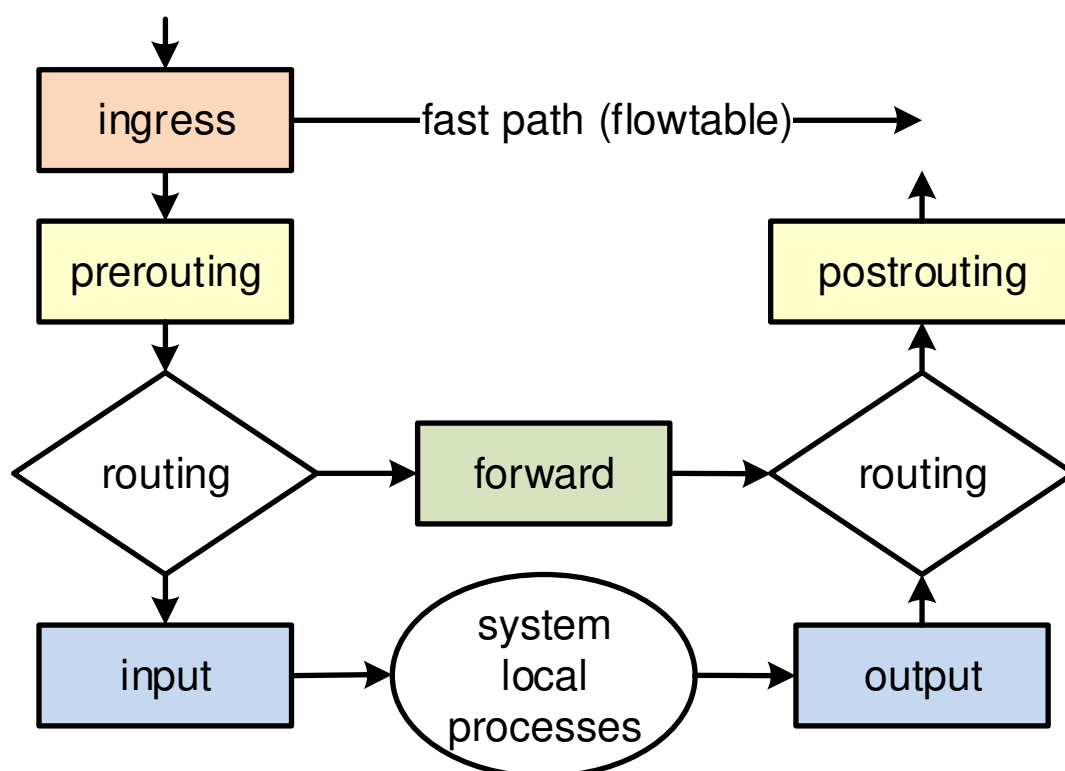 ingress
fast path (flowtable)
prerouting
postrouting
routing
forward
routing
input
system
local
processes
output